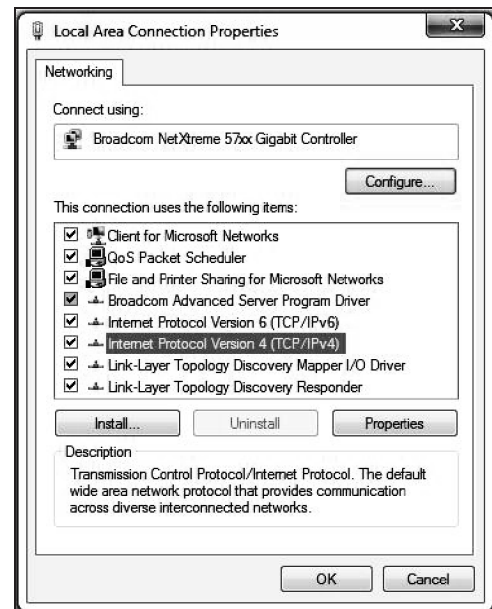 Local Area Connection Properties
Networking
Connect using:
Broadcom NetXtreme 57xx Gigabit Controller
Configure...
This connection uses the following items:
Client for Microsoft Networks
QoS Packet Scheduler
File and Printer Sharing for Microsoft Networks
Broadcom Advanced Server Program Driver
Internet Protocol Version 6 (TCP/IPv6)
Internet Protocol Version 4 (TCP/IPv4)
Link-Layer Topology Discovery Mapper I/O Driver
Link-Layer Topology Discovery Responder
Install... Uninstall Properties
Description
Transmission Control Protocol/Internet Protocol. The default
wide area network protocol that provides communication
across diverse interconnected networks.
OK Cancel